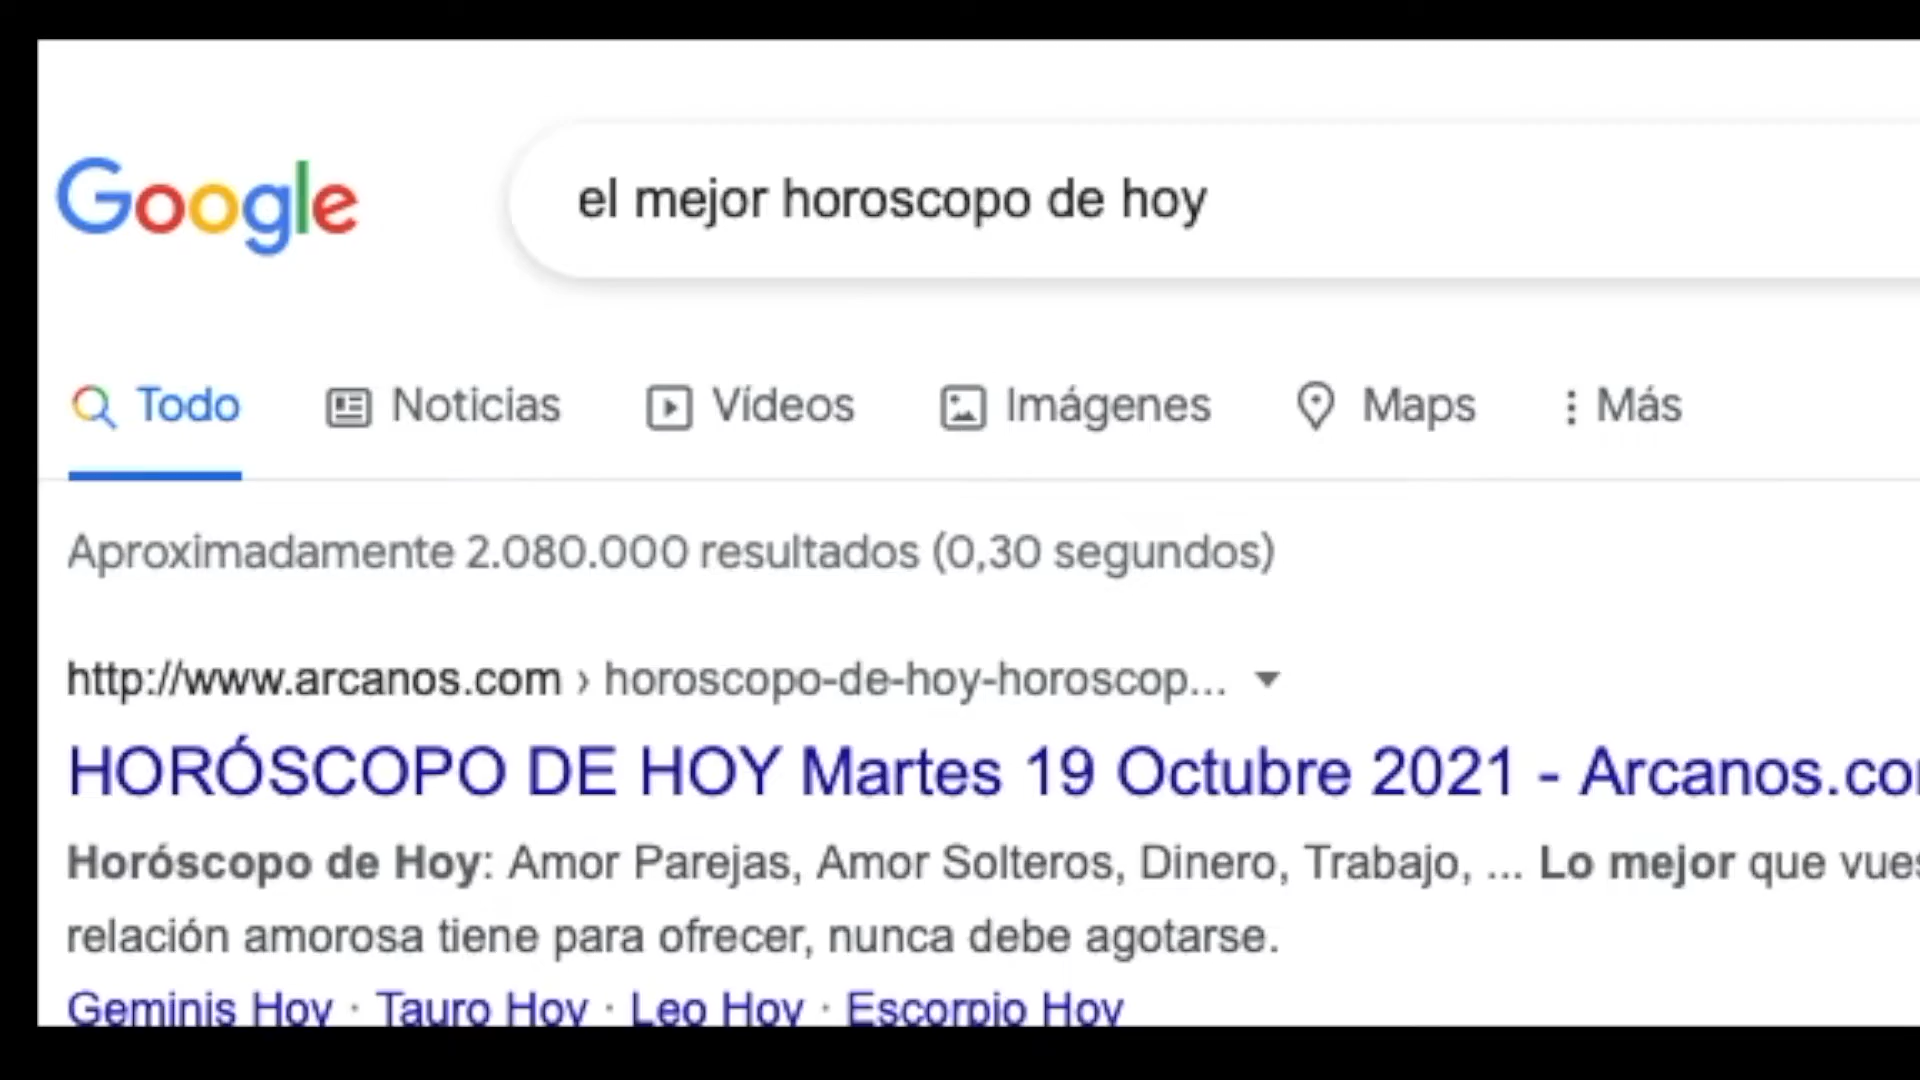 Google
el mejor horoscopo de hoy
Todo Noticias Vídeos Imágenes Maps Más
Aproximadamente 2.080.000 resultados (0,30 segundos)
http://www.arcanos.com › horoscopo-de-hoy-horoscop...
HORÓSCOPO DE HOY Martes 19 Octubre 2021 - Arcanos.co
Horóscopo de Hoy: Amor Parejas, Amor Solteros, Dinero, Trabajo, ... Lo mejor que
relación amorosa tiene para ofrecer, nunca debe agotarse.
Geminis Hoy · Tauro Hoy · Leo Hoy · Escorpio Hoy